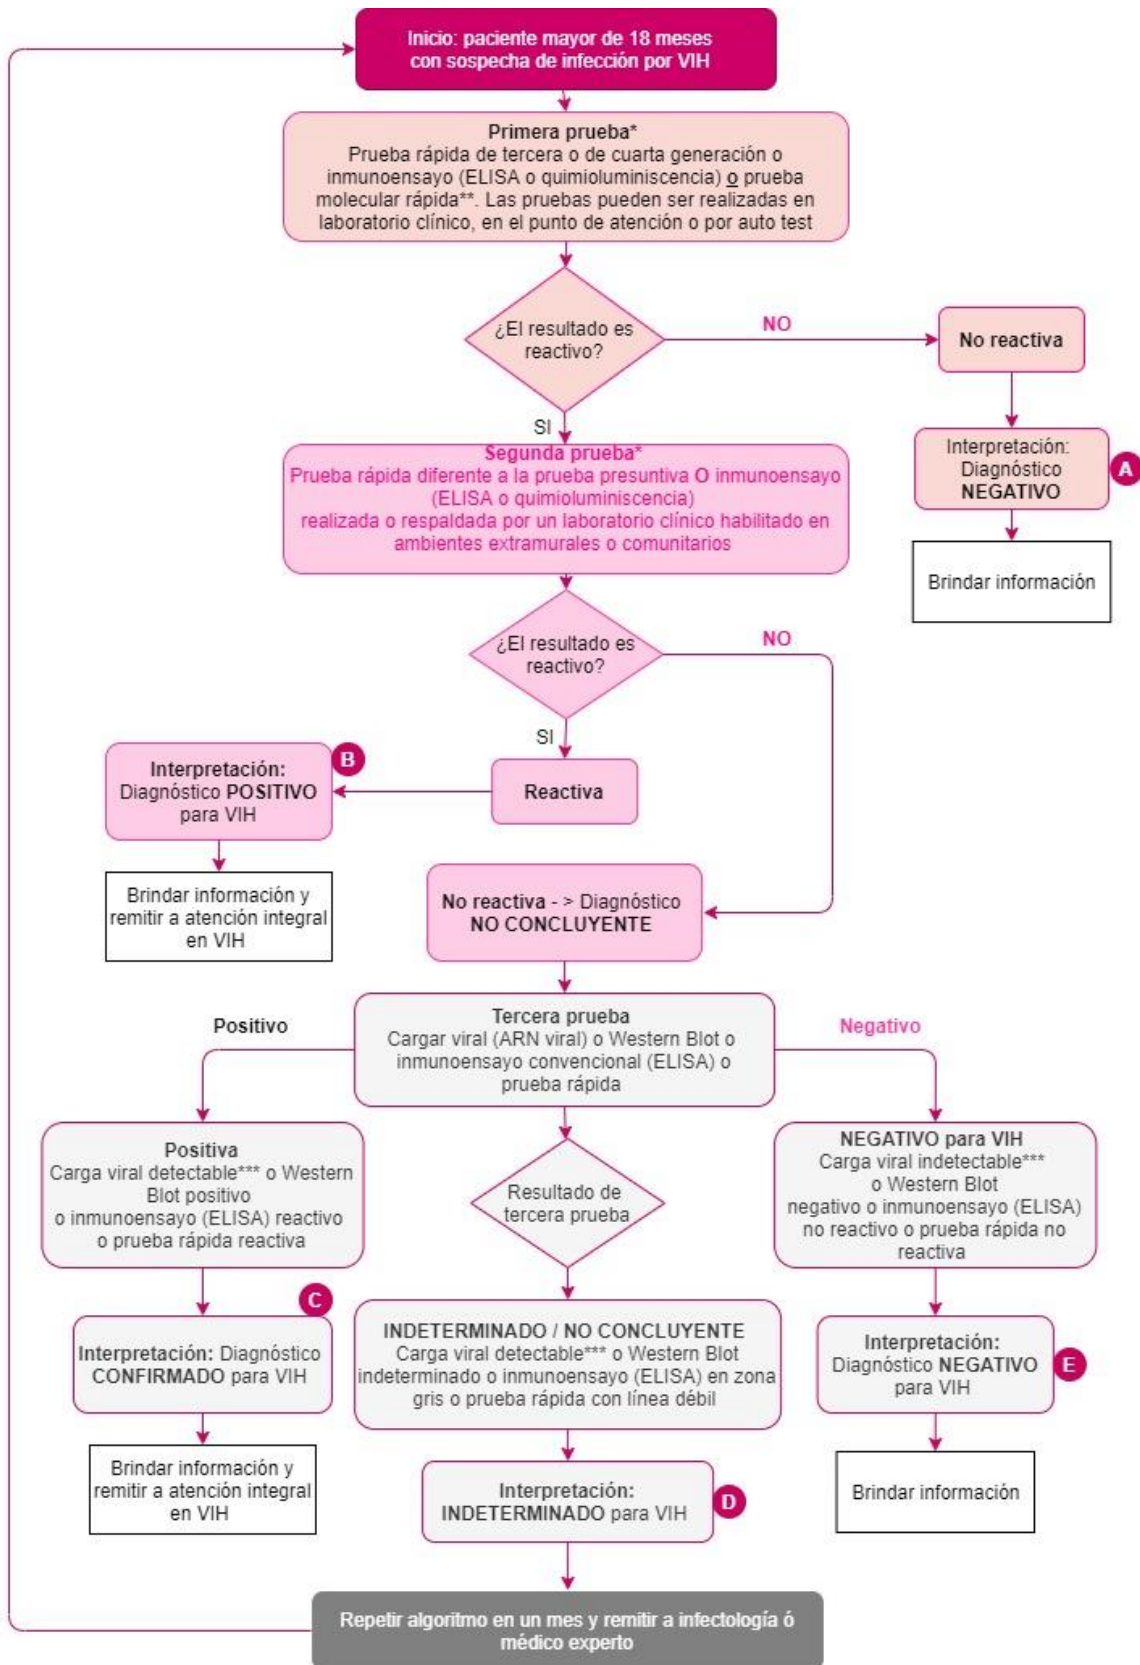 Inicio: paciente mayor de 18 meses
con sospecha de infección por VIH
Primera prueba*
Prueba rápida de tercera o de cuarta generación o
inmunoensayo (ELISA o quimioluminiscencia) o prueba
molecular rápida**. Las pruebas pueden ser realizadas en
laboratorio clínico, en el punto de atención o por auto test
¿El resultado es
reactivo?
NO
No reactiva
Interpretación:
Diagnóstico
NEGATIVO
A
Brindar información
SI
Segunda prueba*
Prueba rápida diferente a la prueba presuntiva O inmunoensayo
(ELISA o quimioluminiscencia)
realizada o respaldada por un laboratorio clínico habilitado en
ambientes extramurales o comunitarios
¿El resultado es
reactivo?
NO
SI
Reactiva
B
Interpretación:
Diagnóstico POSITIVO
para VIH
Brindar información y
remitir a atención integral
en VIH
No reactiva - > Diagnóstico
NO CONCLUYENTE
Tercera prueba
Cargar viral (ARN viral) o Western Blot o
inmunoensayo convencional (ELISA) o
prueba rápida
Positivo
Negativo
Positiva
Carga viral detectable*** o Western
Blot positivo
o inmunoensayo (ELISA) reactivo
o prueba rápida reactiva
Resultado de
tercera prueba
NEGATIVO para VIH
Carga viral indetectable***
o Western Blot
negativo o inmunoensayo (ELISA)
no reactivo o prueba rápida no
reactiva
C
Interpretación: Diagnóstico
CONFIRMADO para VIH
Brindar información y
remitir a atención integral
en VIH
INDETERMINADO / NO CONCLUYENTE
Carga viral detectable*** o Western Blot
indeterminado o inmunoensayo (ELISA) en zona
gris o prueba rápida con línea débil
Interpretación:
INDETERMINADO para VIH
D
Interpretación:
Diagnóstico NEGATIVO
para VIH
E
Brindar información
Repetir algoritmo en un mes y remitir a infectología ó
médico experto